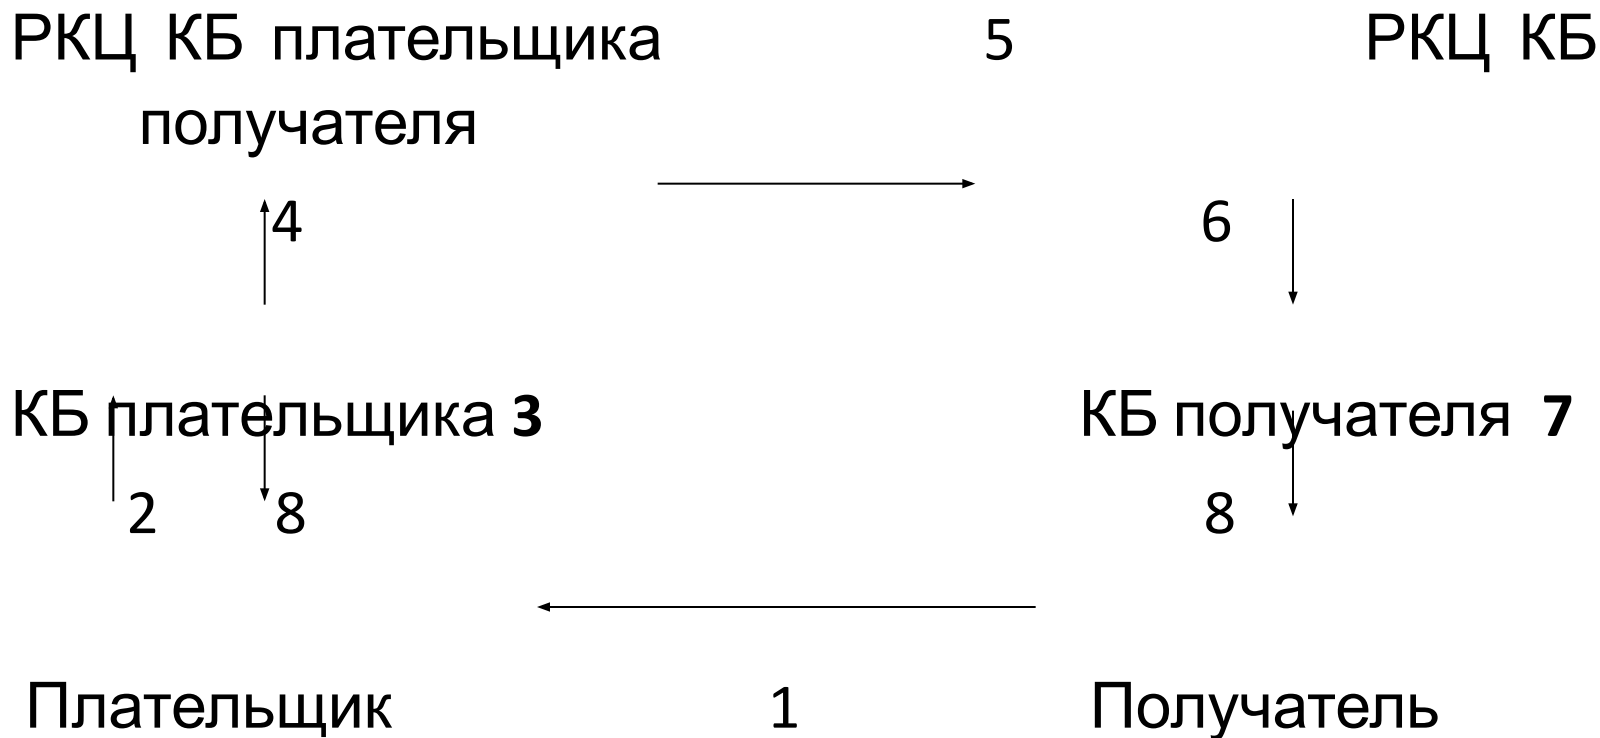 РКЦ КБ плательщика 5 РКЦ КБ
получателя
4 6
КБ плательщика 3 КБ получателя 7
2 8 8
Плательщик 1 Получатель